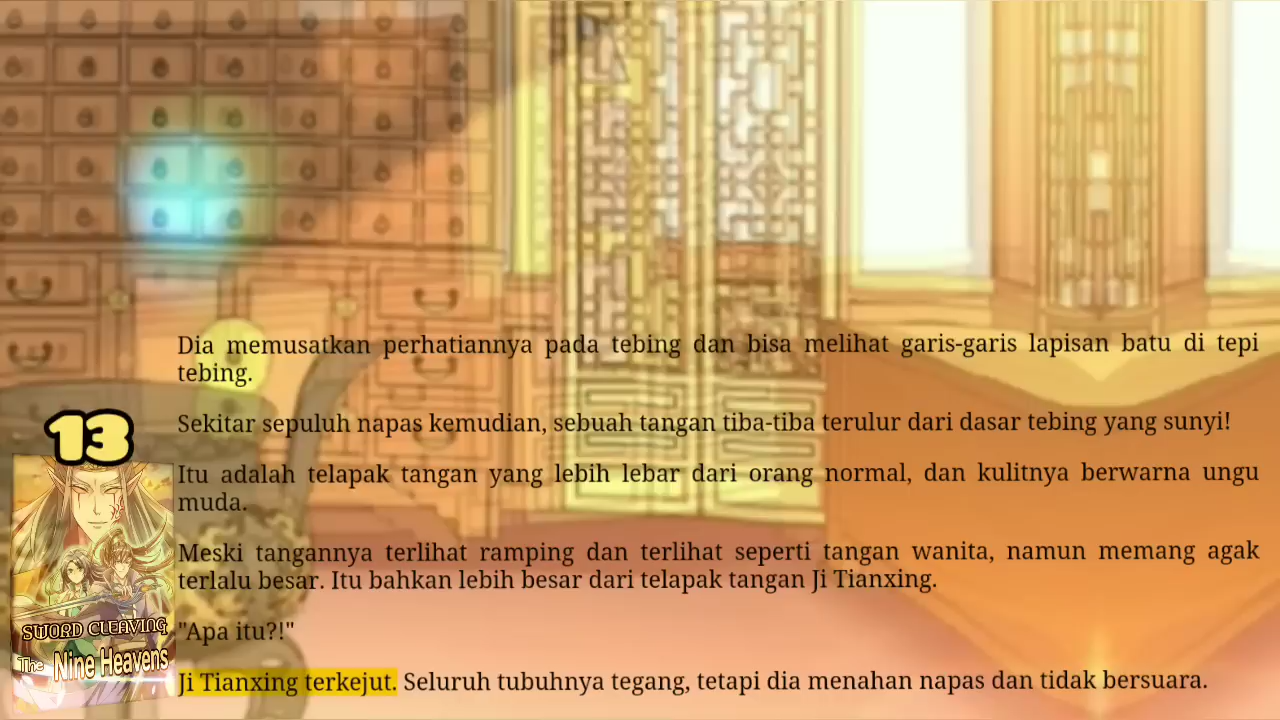 Dia memusatkan perhatiannya pada tebing dan bisa melihat garis-garis lapisan batu di tepi
tebing.
Sekitar sepuluh napas kemudian, sebuah tangan tiba-tiba terulur dari dasar tebing yang sunyi!
Itu adalah telapak tangan yang lebih lebar dari orang normal, dan kulitnya berwarna ungu
muda.
Meski tangannya terlihat ramping dan terlihat seperti tangan wanita, namun memang agak
terlalu besar. Itu bahkan lebih besar dari telapak tangan Ji Tianxing.
"Apa itu?!"
Ji Tianxing terkejut. Seluruh tubuhnya tegang, tetapi dia menahan napas dan tidak bersuara.
13
SWORD CLEAVING
The Nine Heavens